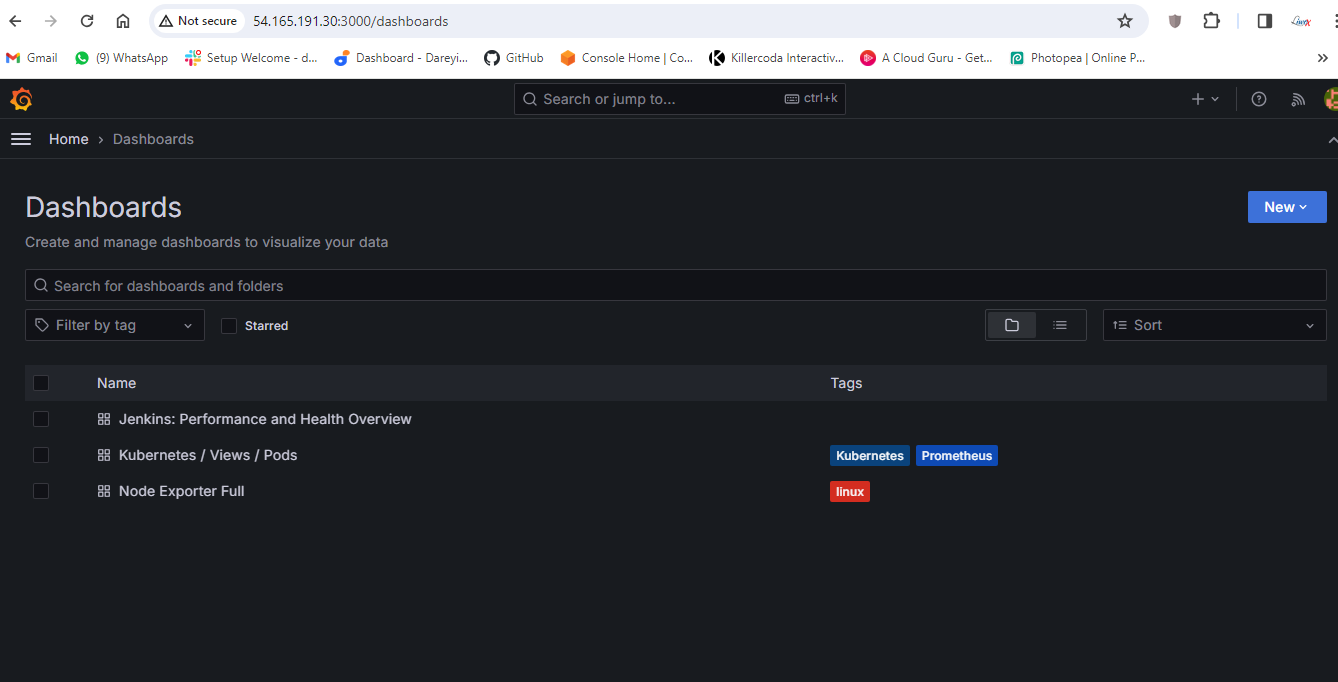 Not secure 54.165.191.30:3000/dashboards
Gmail (9) WhatsApp Setup Welcome - d... Dashboard - Dareyi... GitHub Console Home | Co... Killercoda Interactiv... A Cloud Guru - Get... Photopea | Online P...
Search or jump to... ctrl+k
Home › Dashboards
Dashboards
New
Create and manage dashboards to visualize your data
Search for dashboards and folders
Filter by tag Starred Sort
Name Tags
Jenkins: Performance and Health Overview
Kubernetes / Views / Pods Kubernetes Prometheus
Node Exporter Full linux